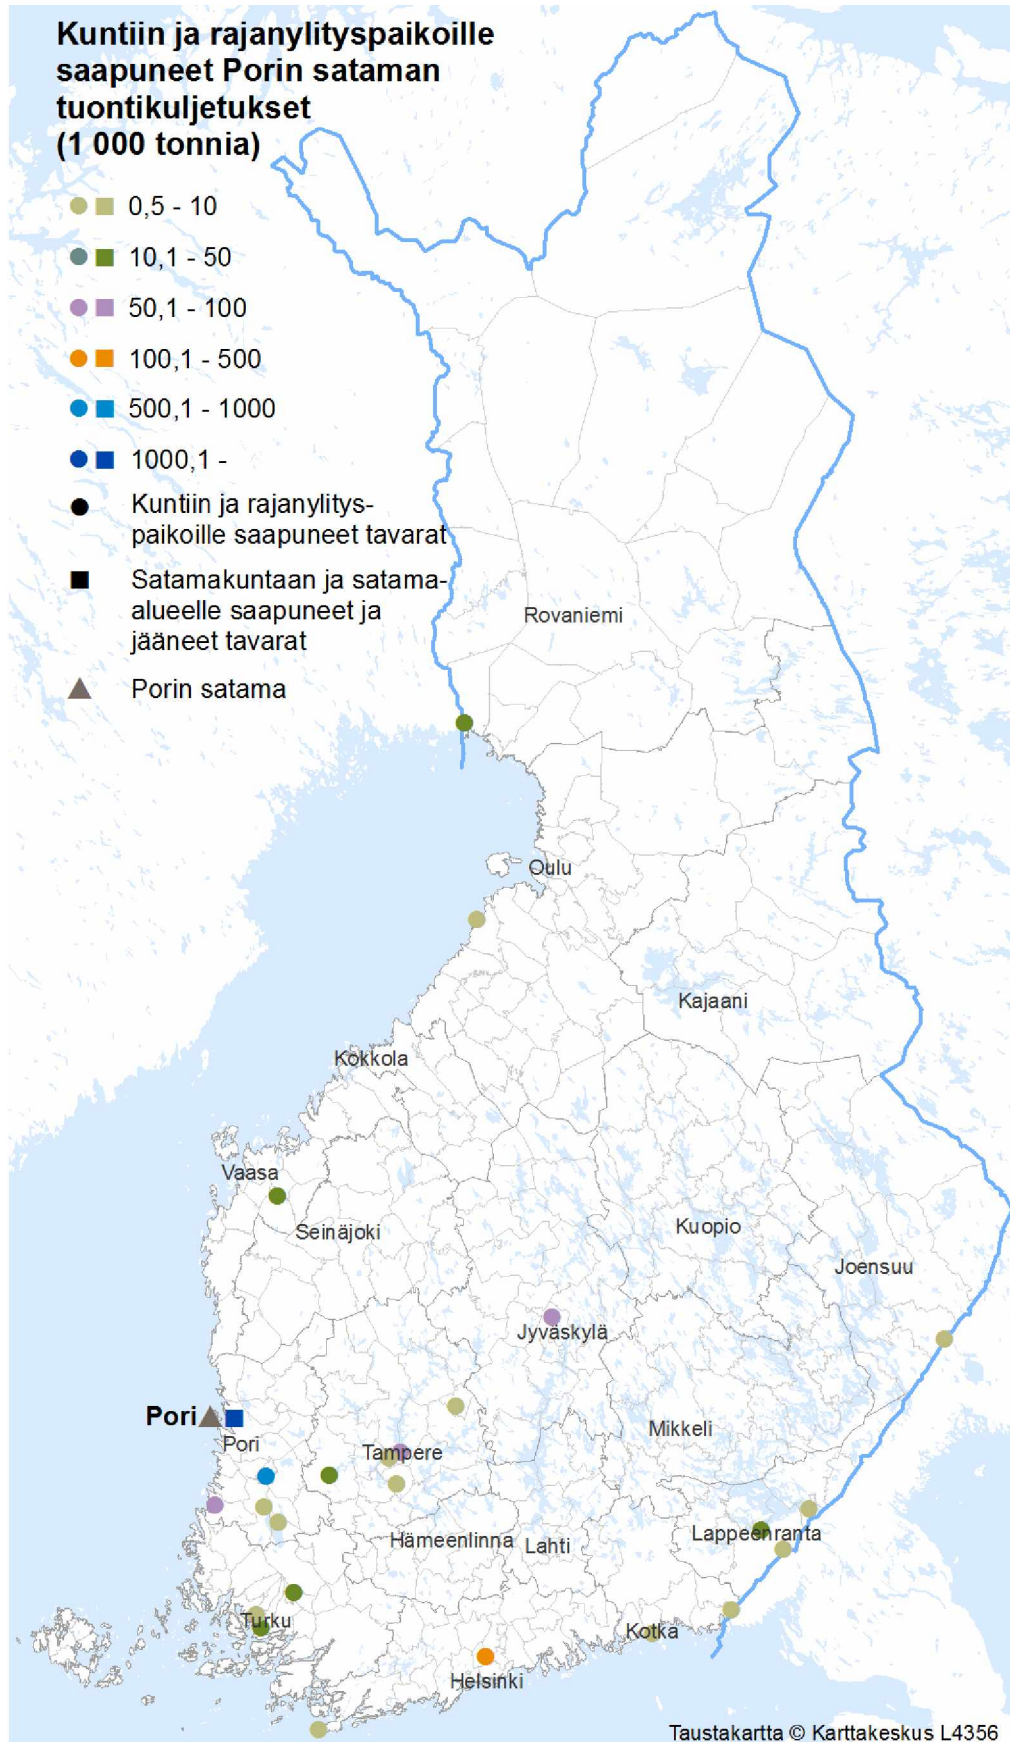 Kuntiin ja rajanylityspaikoille
saapuneet Porin sataman
tuontikuljetukset
(1 000 tonnia)
0,5 - 10
10,1 - 50
50,1 - 100
100,1 - 500
500,1 - 1000
1000,1 -
Kuntiin ja rajanylitys-
paikoille saapuneet tavarat
Satamakuntaan ja satama-
alueelle saapuneet ja
jääneet tavarat
Porin satama
Rovaniemi
Oulu
Kajaani
Kokkola
Vaasa
Seinäjoki
Kuopio
Joensuu
Jyväskylä
Pori
Pori
Mikkeli
Tampere
Hämeenlinna
Lahti
Lappeenranta
Turku
Kotka
Helsinki
Taustakartta © Karttakeskus L4356